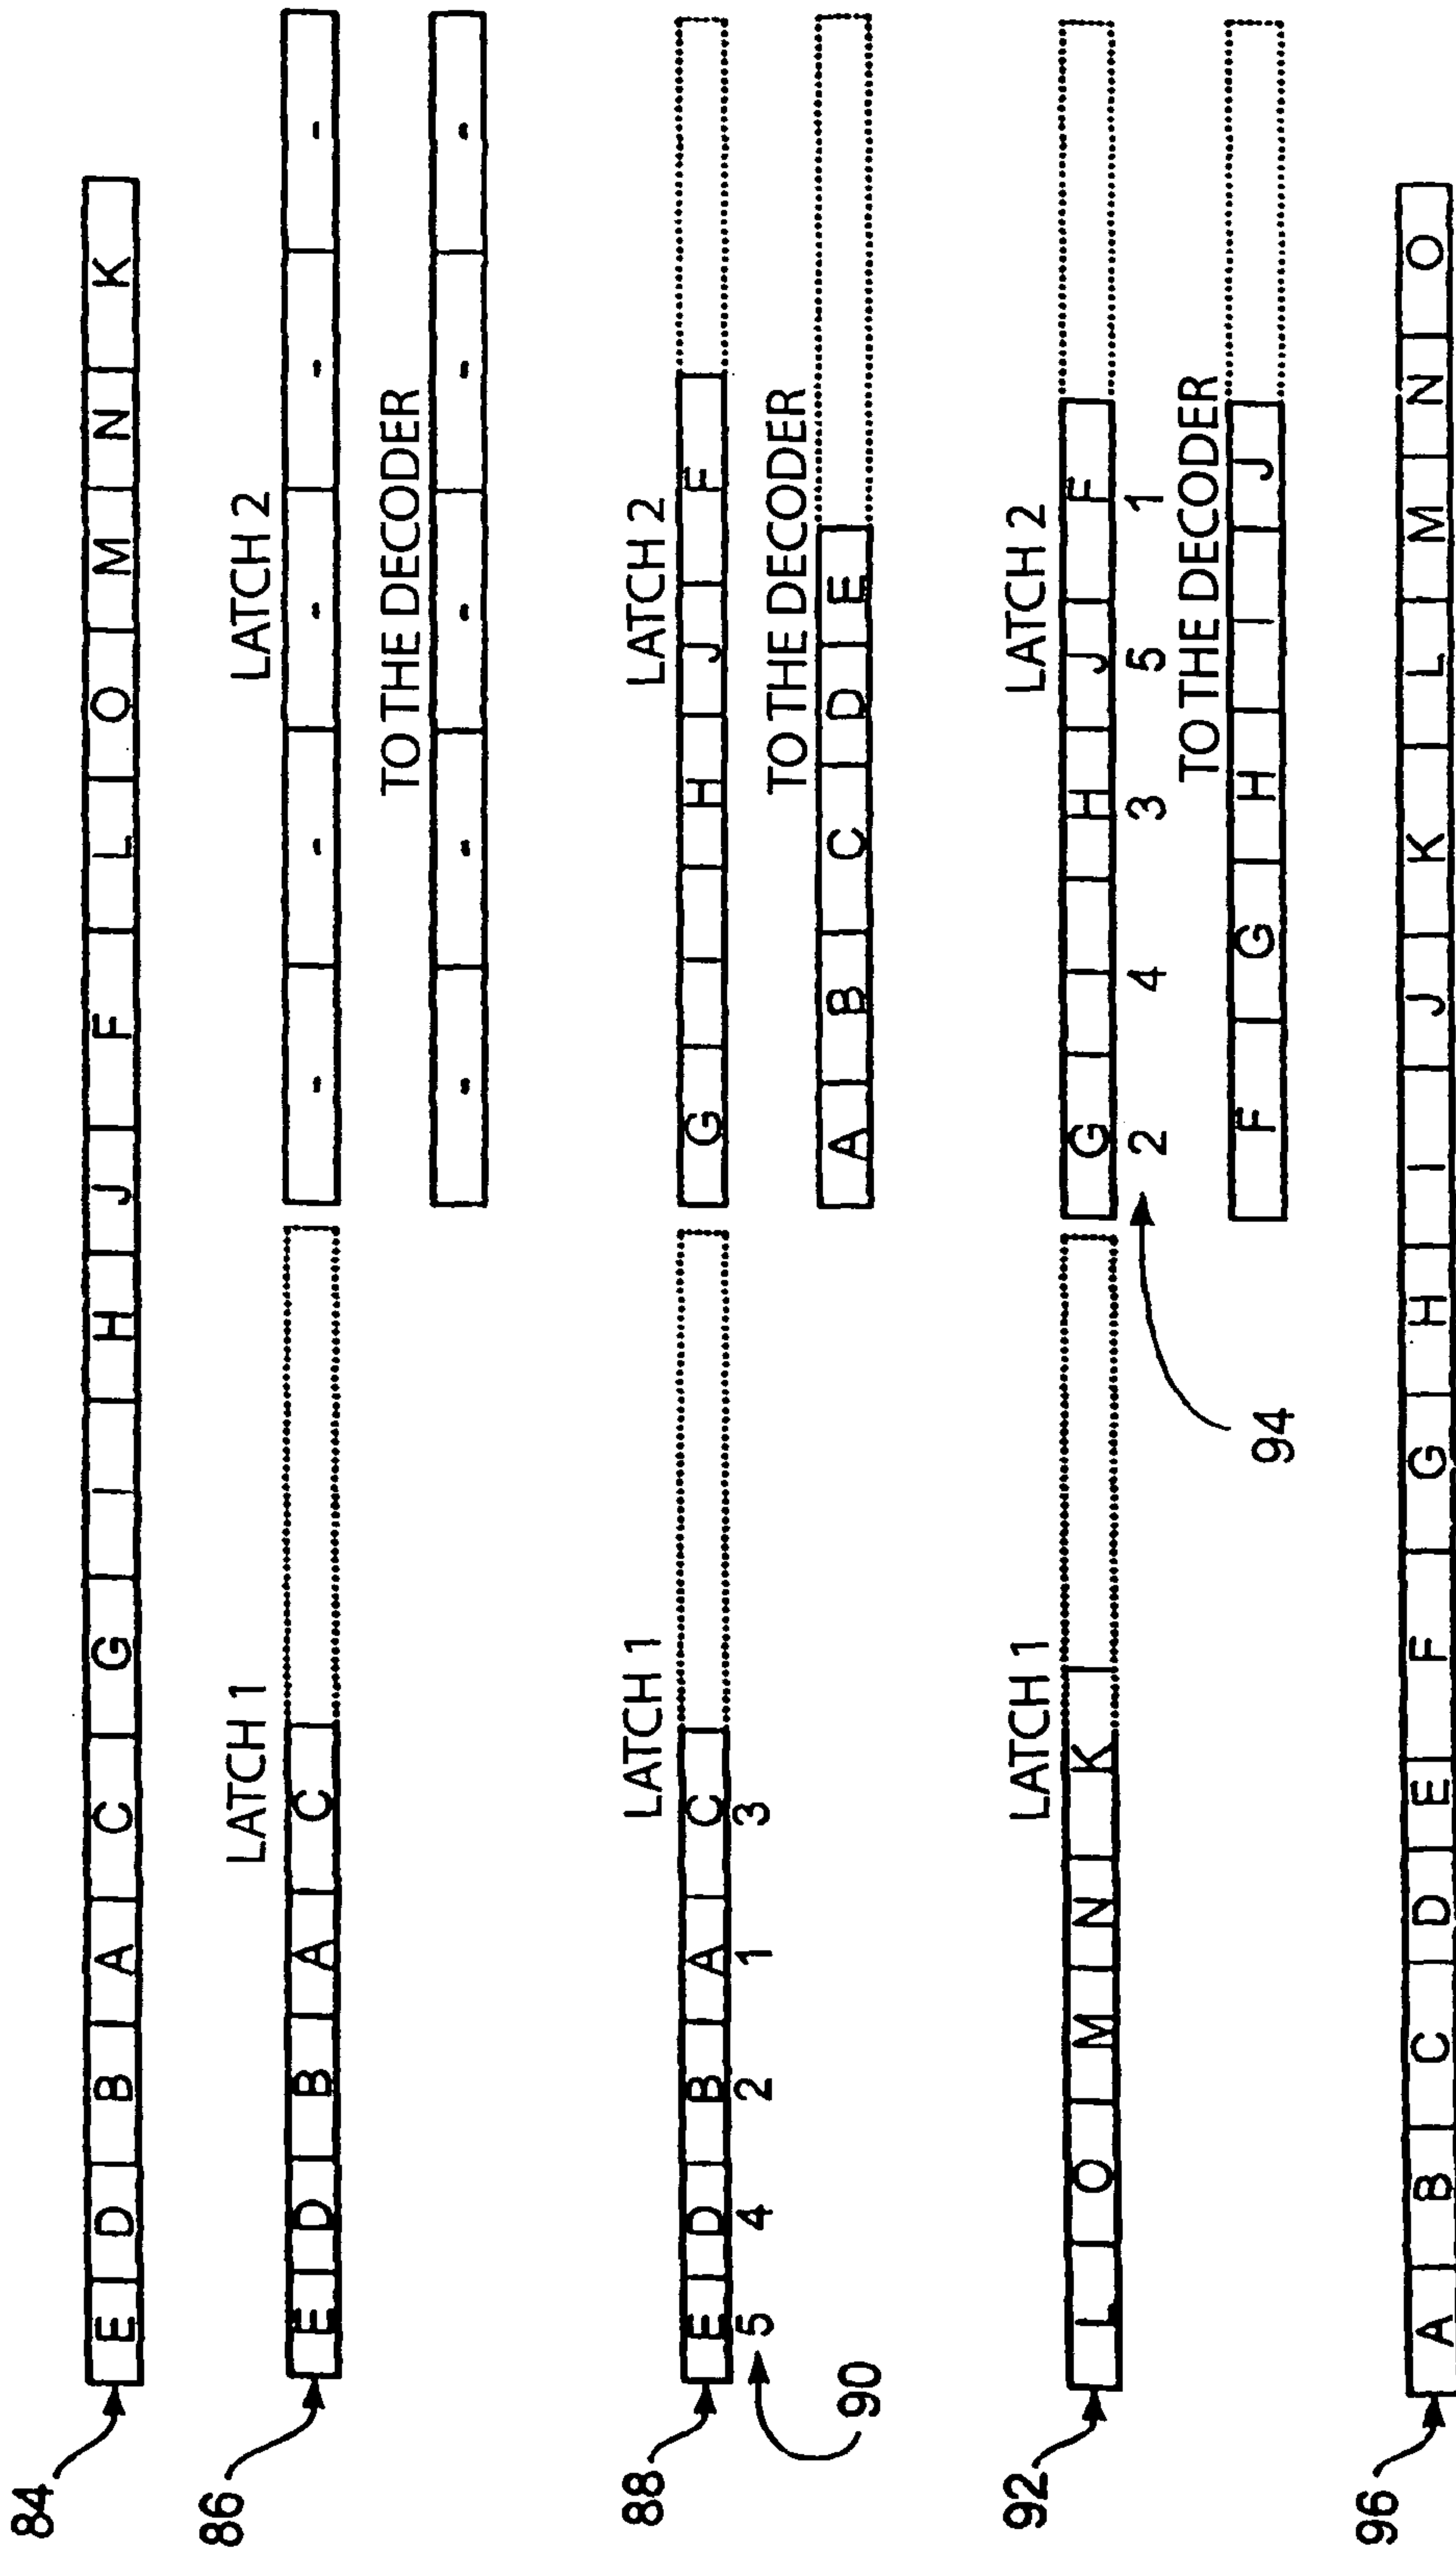 84 E D B A C G I H J F L O M N K
LATCH 1 LATCH 2
86 E D B A C - - - - -
TO THE DECODER
- - - - -
LATCH 1 LATCH 2
88 E D B A C G I H J F
5 4 2 1 3
TO THE DECODER
90 A B C D E
LATCH 1 LATCH 2
92 L O M N K G I H J F
2 4 3 5 1
TO THE DECODER
94 F G H I J
96 A B C D E F G H I J K L M N O